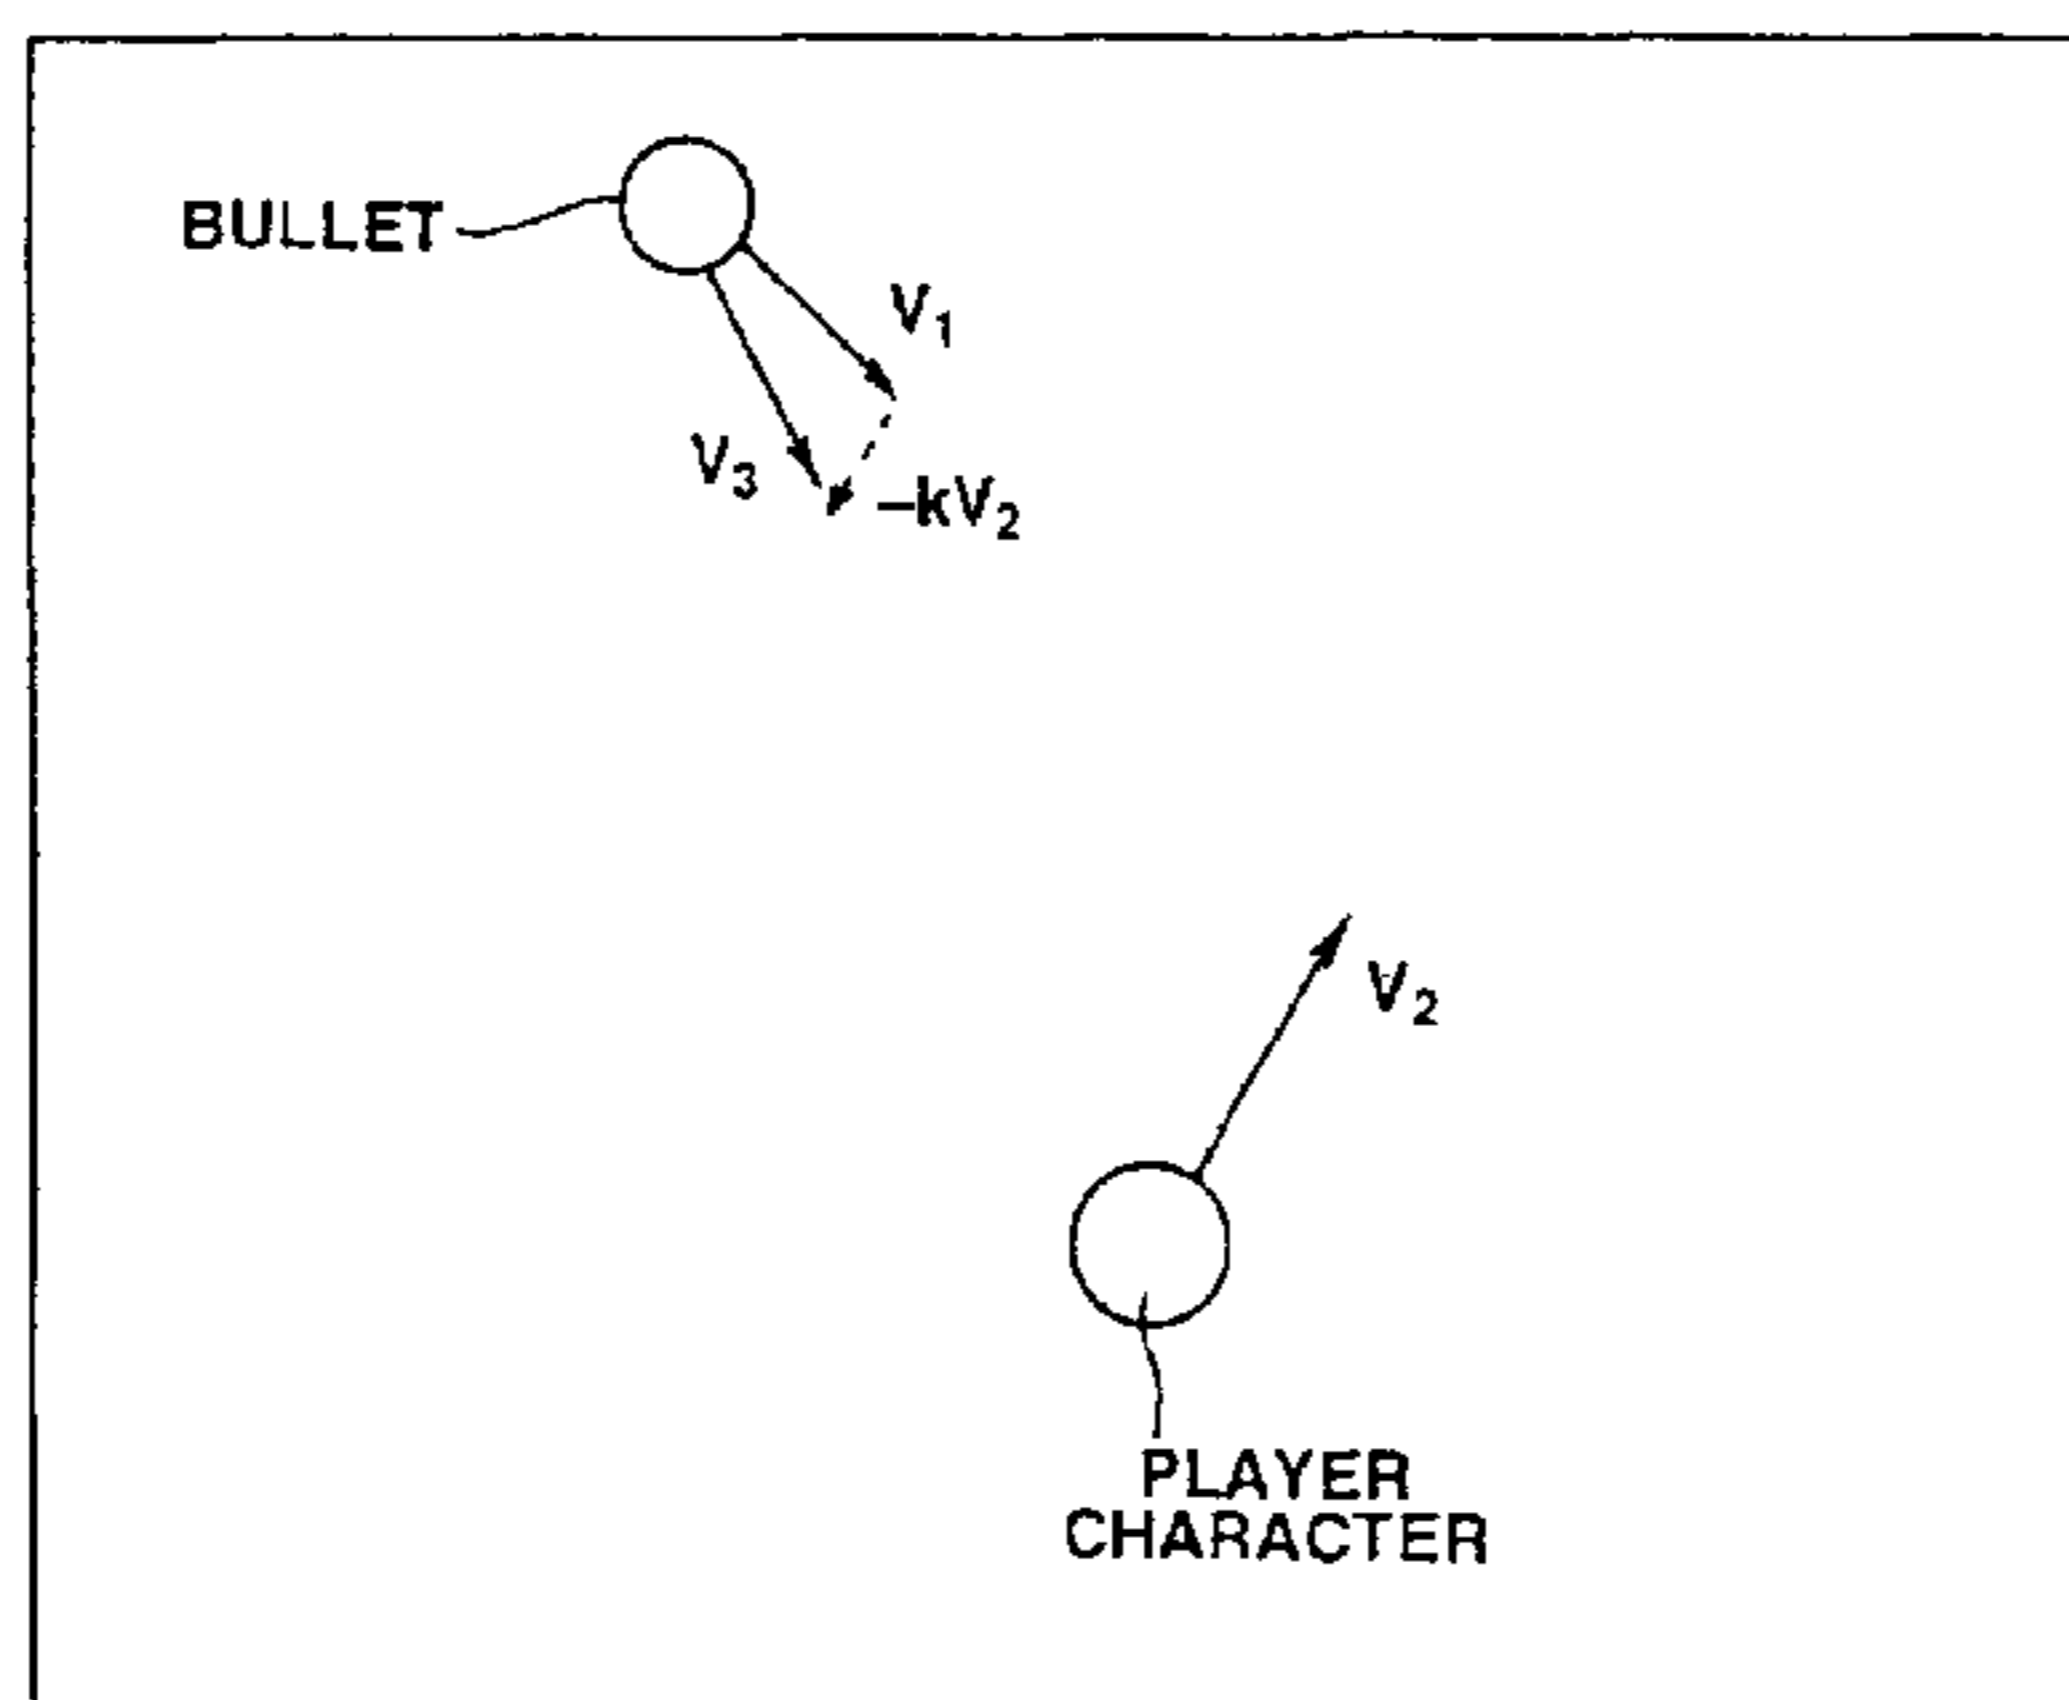 BULLET
V₁
V₃
–kV₂
V₂
PLAYER
CHARACTER